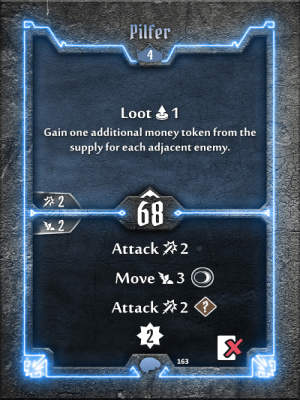 Pilfer
4
Loot 1
Gain one additional money token from the
supply for each adjacent enemy.
2
2
68
Attack 2
Move 3
Attack 2 ?
2
163